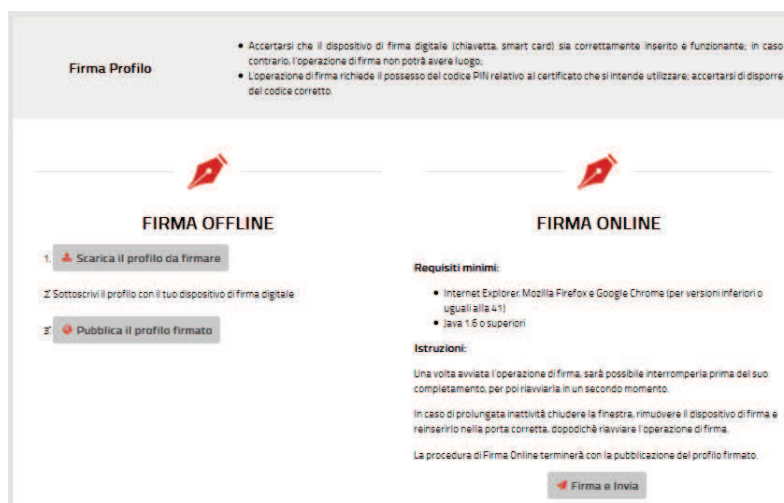 Firma Profilo
Accertarsi che il dispositivo di firma digitale (chiavetta, smart card) sia correttamente inserito e funzionante; in caso
contrario, l'operazione di firma non potrà avere luogo;
L'operazione di firma richiede il possesso del codice PIN relativo al certificato che si intende utilizzare; accertarsi di disporre
del codice corretto.
FIRMA OFFLINE
1. Scarica il profilo da firmare
2. Sottoscrivi il profilo con il tuo dispositivo di firma digitale
3. Pubblica il profilo firmato
FIRMA ONLINE
Requisiti minimi:
Internet Explorer, Mozilla Firefox e Google Chrome (per versioni inferiori o
uguali alla 41)
Java 1.6 o superiori
Istruzioni:
Una volta avviata l'operazione di firma, sarà possibile interromperla prima del suo
completamento, per poi riavviarla in un secondo momento.
In caso di prolungata inattività chiudere la finestra, rimuovere il dispositivo di firma e
reinserirlo nella porta corretta, dopodichè riavviare l'operazione di firma.
La procedura di Firma Online terminerà con la pubblicazione del profilo firmato.
Firma e Invia